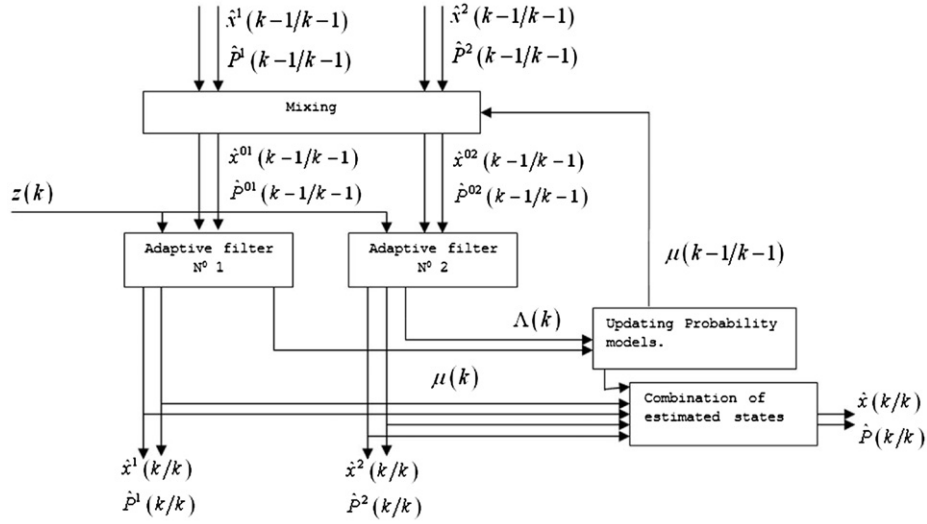 x̂¹(k−1/k−1)
P̂¹(k−1/k−1)
x̂²(k−1/k−1)
P̂²(k−1/k−1)
Mixing
x̂⁰¹(k−1/k−1)
P̂⁰¹(k−1/k−1)
x̂⁰²(k−1/k−1)
P̂⁰²(k−1/k−1)
z(k)
Adaptive filter
Nº 1
Adaptive filter
Nº 2
μ(k−1/k−1)
Λ(k)
Updating Probability
models.
μ(k)
Combination of
estimated states
x̂(k/k)
P̂(k/k)
x̂¹(k/k)
P̂¹(k/k)
x̂²(k/k)
P̂²(k/k)